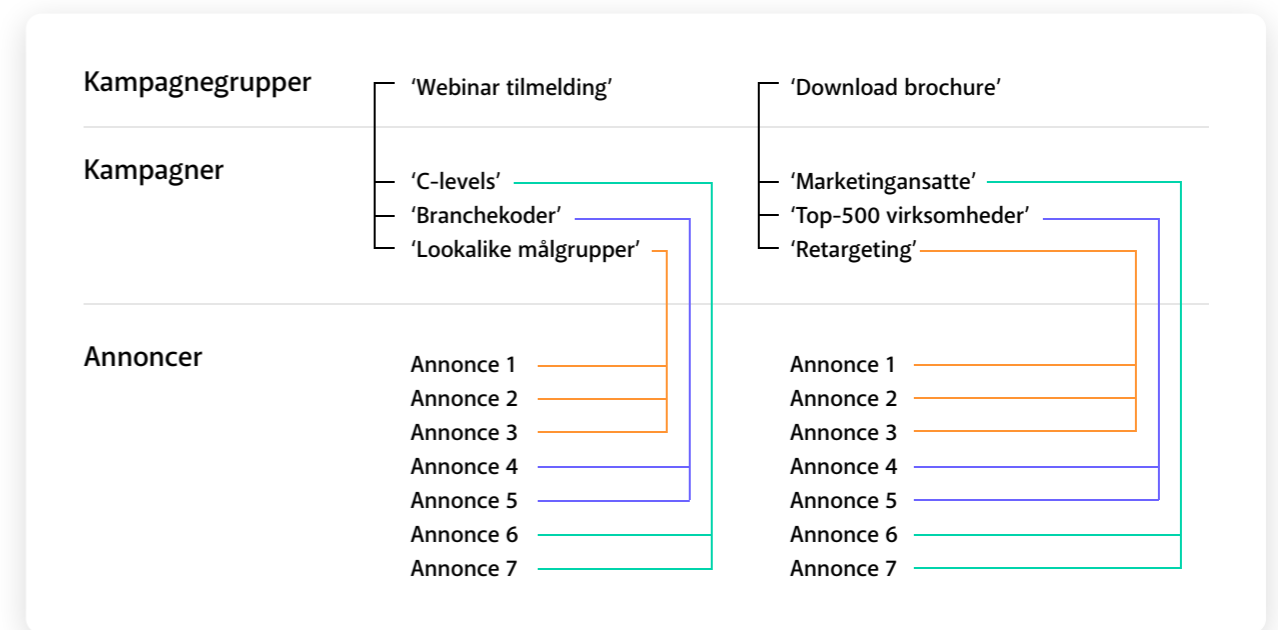 Kampagnegrupper
‘Webinar tilmelding’
‘Download brochure’
Kampagner
‘C-levels’
‘Branchekoder’
‘Lookalike målgrupper’
‘Marketingansatte’
‘Top-500 virksomheder’
‘Retargeting’
Annoncer
Annonce 1
Annonce 2
Annonce 3
Annonce 4
Annonce 5
Annonce 6
Annonce 7
Annonce 1
Annonce 2
Annonce 3
Annonce 4
Annonce 5
Annonce 6
Annonce 7